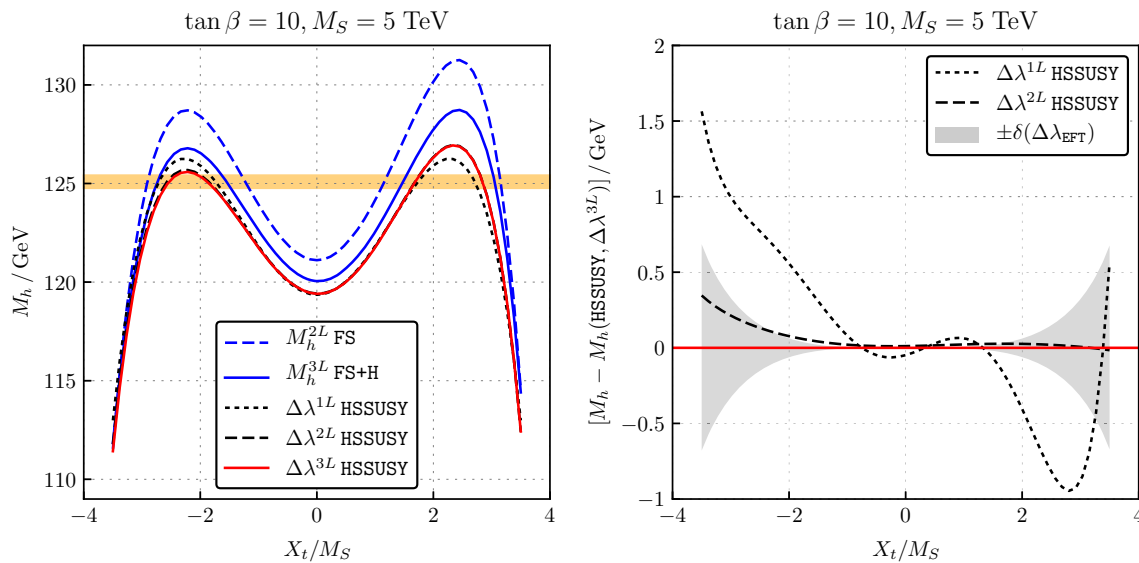 tan β = 10, M_S = 5 TeV
M_h / GeV
130
125
120
115
110
−4
−2
0
2
4
X_t/M_S
M_h^{2L} FS
M_h^{3L} FS+H
Δλ^{1L} HSSUSY
Δλ^{2L} HSSUSY
Δλ^{3L} HSSUSY
tan β = 10, M_S = 5 TeV
[M_h − M_h(HSSUSY, Δλ^{3L})] / GeV
2
1.5
1
0.5
0
−0.5
−1
−4
−2
0
2
4
X_t/M_S
Δλ^{1L} HSSUSY
Δλ^{2L} HSSUSY
±δ(Δλ_{EFT})